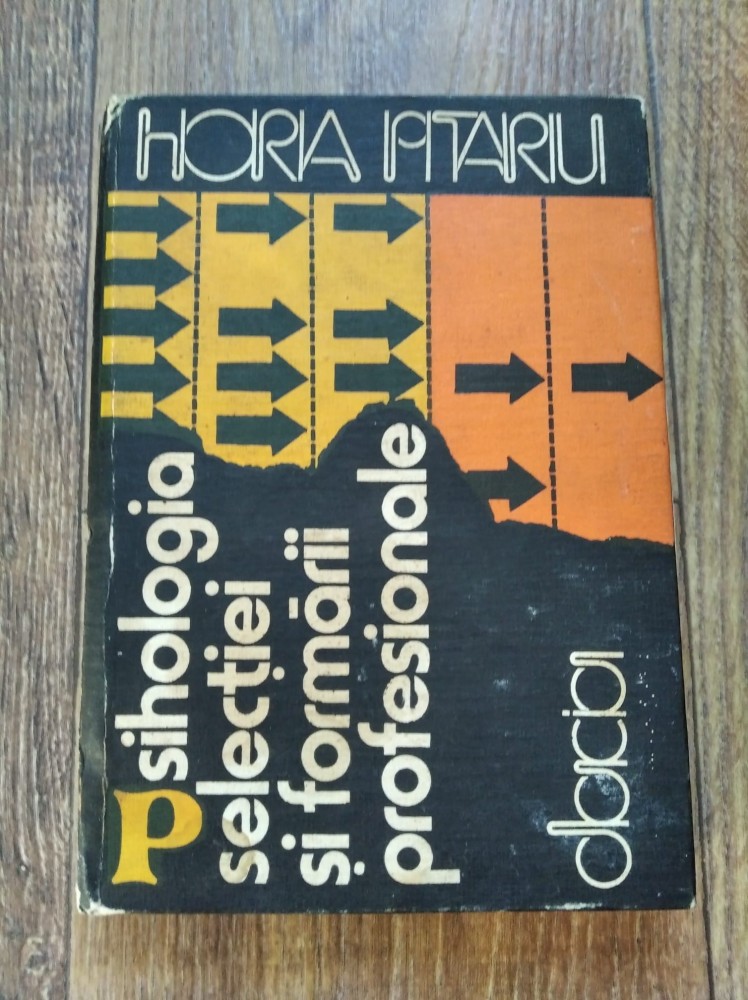 HORIA PITARIU
Psihologia
selecției
și formării
profesionale
dacia